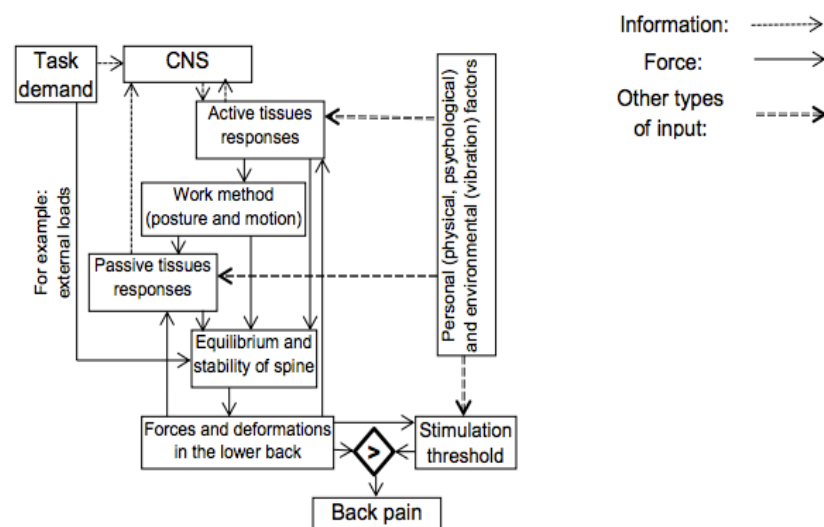 Task
demand
CNS
Active tissues
responses
Work method
(posture and motion)
Passive tissues
responses
For example:
external loads
Equilibrium and
stability of spine
Forces and deformations
in the lower back
>
Stimulation
threshold
Back pain
Personal (physical, psychological)
and environmental (vibration) factors
Information:
Force:
Other types
of input: